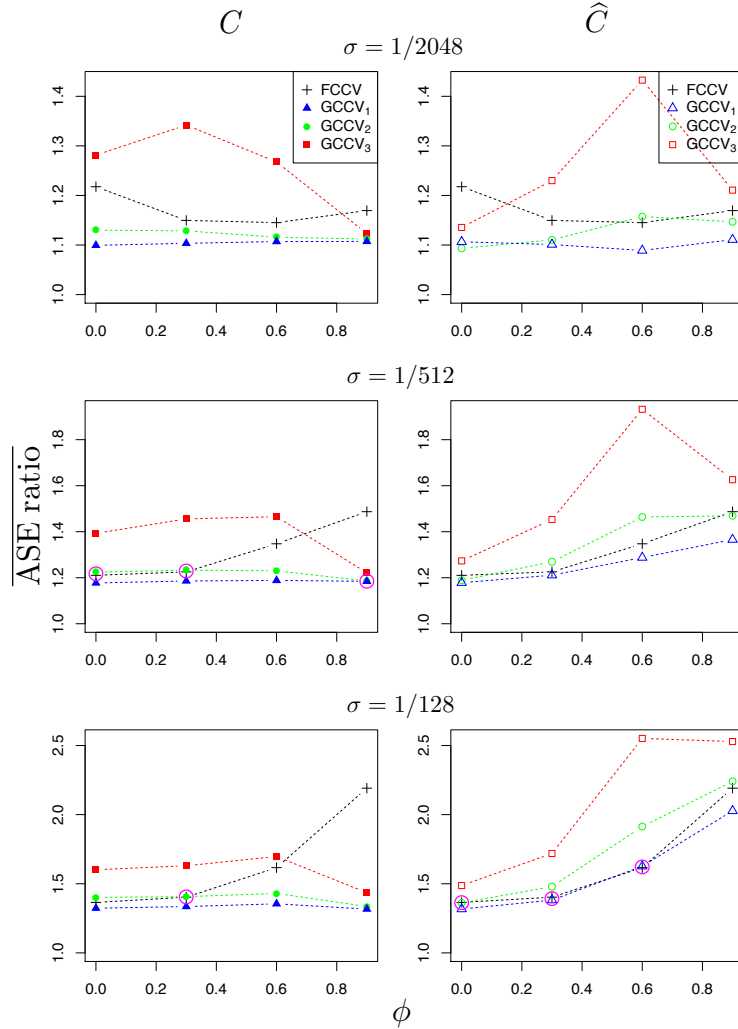 C Ĉ
σ = 1/2048
1.0 1.1 1.2 1.3 1.4
FCCV
GCCV₁
GCCV₂
GCCV₃
0.0 0.2 0.4 0.6 0.8
1.0 1.1 1.2 1.3 1.4
FCCV
GCCV₁
GCCV₂
GCCV₃
0.0 0.2 0.4 0.6 0.8
σ = 1/512
ASE ratio
1.0 1.2 1.4 1.6 1.8
0.0 0.2 0.4 0.6 0.8
1.0 1.2 1.4 1.6 1.8
0.0 0.2 0.4 0.6 0.8
σ = 1/128
1.0 1.5 2.0 2.5
0.0 0.2 0.4 0.6 0.8
1.0 1.5 2.0 2.5
0.0 0.2 0.4 0.6 0.8
ϕ